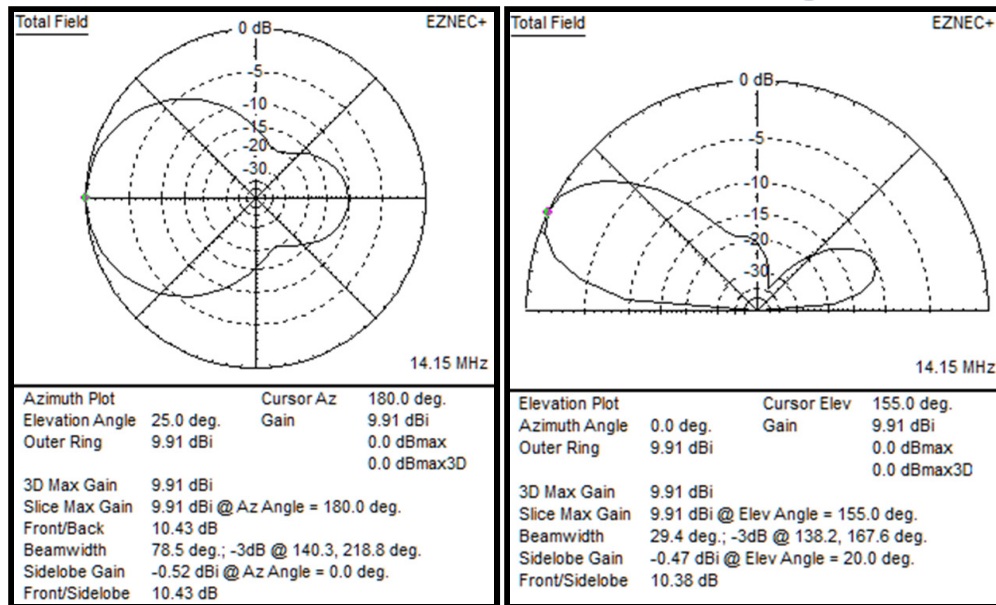 Total Field
EZNEC+
0 dB
-5
-10
-15
-20
-30
14.15 MHz
Azimuth Plot
Cursor Az 180.0 deg.
Elevation Angle 25.0 deg.
Gain 9.91 dBi
Outer Ring 9.91 dBi
0.0 dBmax
0.0 dBmax3D
3D Max Gain 9.91 dBi
Slice Max Gain 9.91 dBi @ Az Angle = 180.0 deg.
Front/Back 10.43 dB
Beamwidth 78.5 deg.; -3dB @ 140.3, 218.8 deg.
Sidelobe Gain -0.52 dBi @ Az Angle = 0.0 deg.
Front/Sidelobe 10.43 dB
Total Field
EZNEC+
0 dB
-5
-10
-15
-20
-30
14.15 MHz
Elevation Plot
Cursor Elev 155.0 deg.
Azimuth Angle 0.0 deg.
Gain 9.91 dBi
Outer Ring 9.91 dBi
0.0 dBmax
0.0 dBmax3D
3D Max Gain 9.91 dBi
Slice Max Gain 9.91 dBi @ Elev Angle = 155.0 deg.
Beamwidth 29.4 deg.; -3dB @ 138.2, 167.6 deg.
Sidelobe Gain -0.47 dBi @ Elev Angle = 20.0 deg.
Front/Sidelobe 10.38 dB